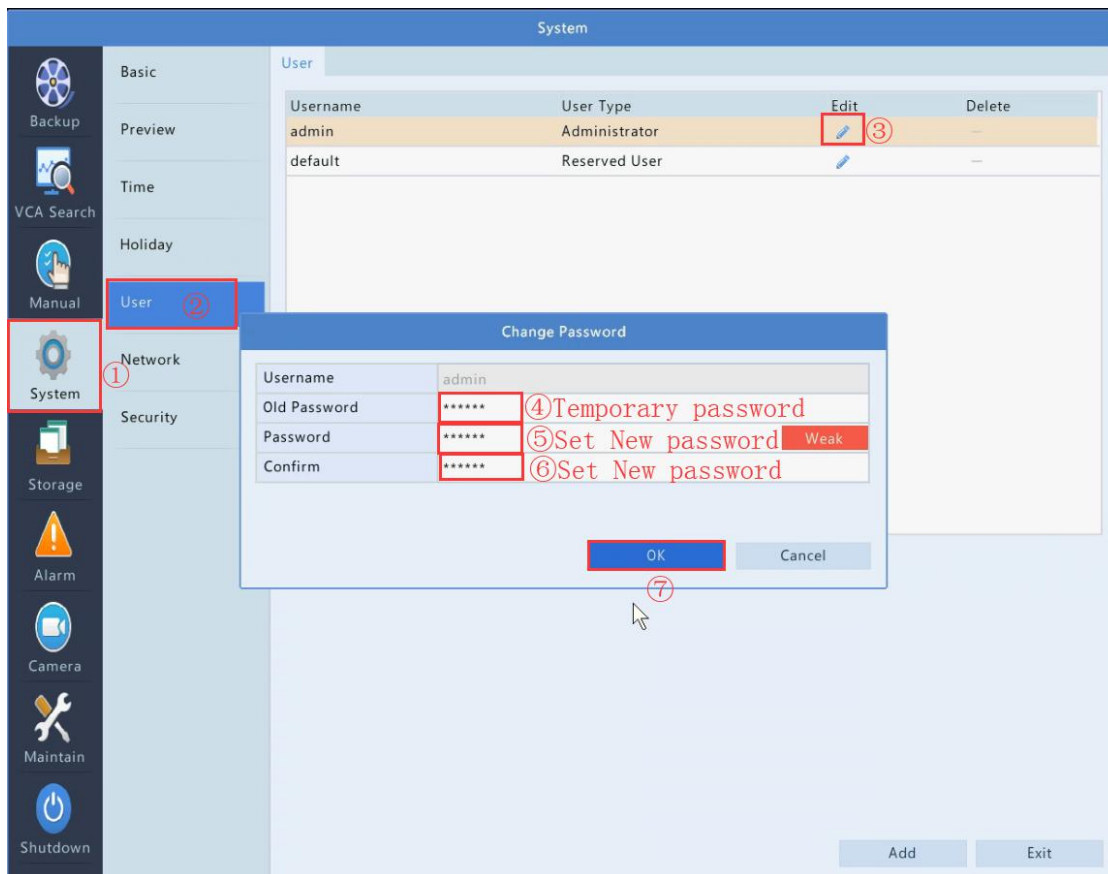 System
Backup
VCA Search
Manual
System
①
Storage
Alarm
Camera
Maintain
Shutdown
Basic
Preview
Time
Holiday
User ②
Network
Security
User
Username User Type Edit Delete
admin Administrator ③ —
default Reserved User —
Change Password
Username admin
Old Password ****** ④Temporary password
Password ****** ⑤Set New password Weak
Confirm ****** ⑥Set New password
OK Cancel
⑦
Add Exit